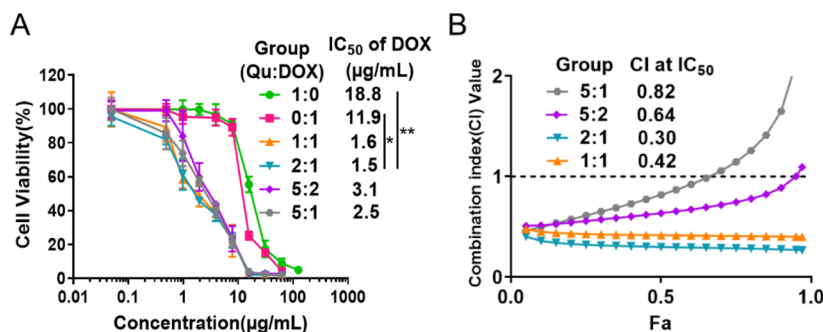 A
Group IC50 of DOX
(Qu:DOX) (μg/mL)
1:0 18.8
0:1 11.9
1:1 1.6
2:1 1.5
5:2 3.1
5:1 2.5
*
**
Cell Viability(%)
120
100
80
60
40
20
0
0.01 0.1 1 10 100 1000
Concentration(μg/mL)
B
Group CI at IC50
5:1 0.82
5:2 0.64
2:1 0.30
1:1 0.42
Combination index(CI) Value
2
1
0
0.0 0.5 1.0
Fa